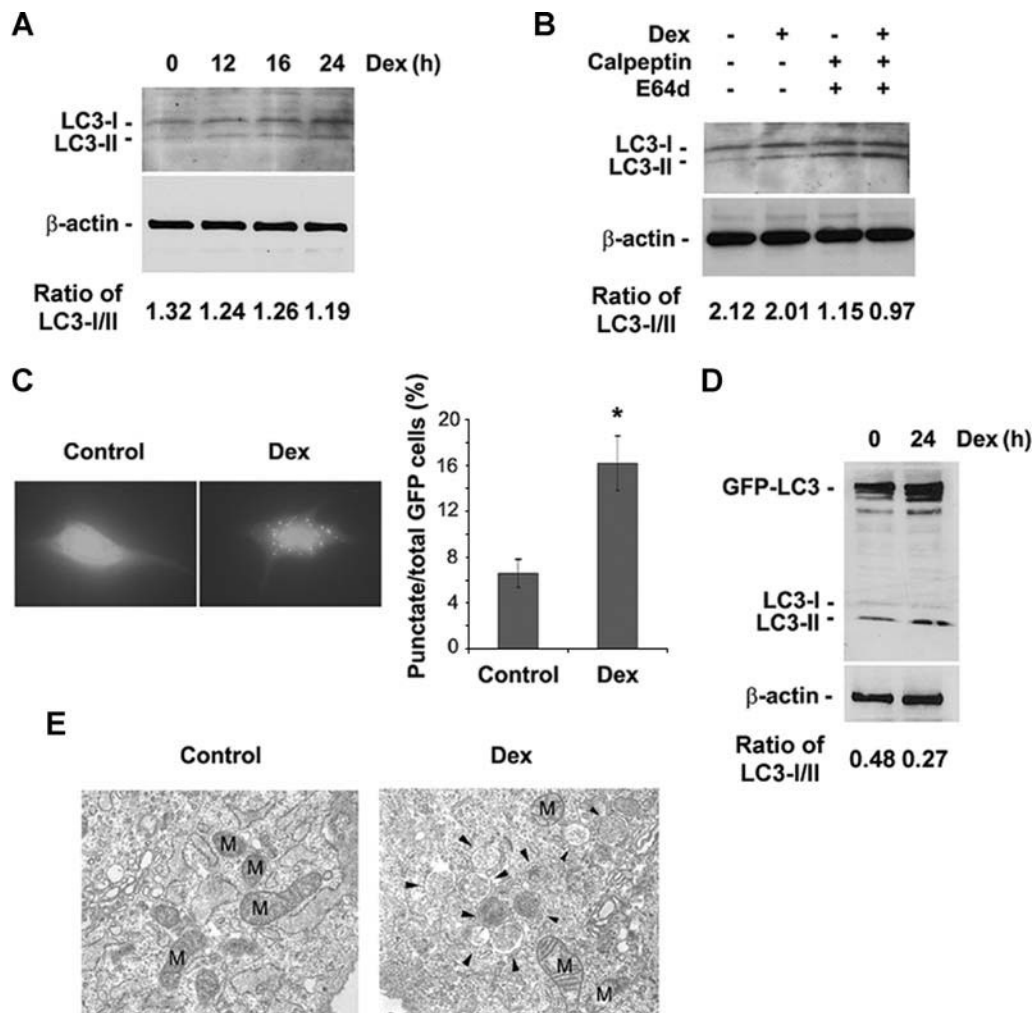 A
0 12 16 24 Dex (h)
LC3-I -
LC3-II -
β-actin -
Ratio of
LC3-I/II
1.32 1.24 1.26 1.19
B
Dex - + - +
Calpeptin - - + +
E64d - - + +
LC3-I -
LC3-II -
β-actin -
Ratio of
LC3-I/II
2.12 2.01 1.15 0.97
C
Control Dex
Punctate/total GFP cells (%)
20
16
12
8
4
0
*
Control Dex
D
0 24 Dex (h)
GFP-LC3 -
LC3-I -
LC3-II -
β-actin -
Ratio of
LC3-I/II
0.48 0.27
E
Control Dex
M
M
M
M
M
M
M